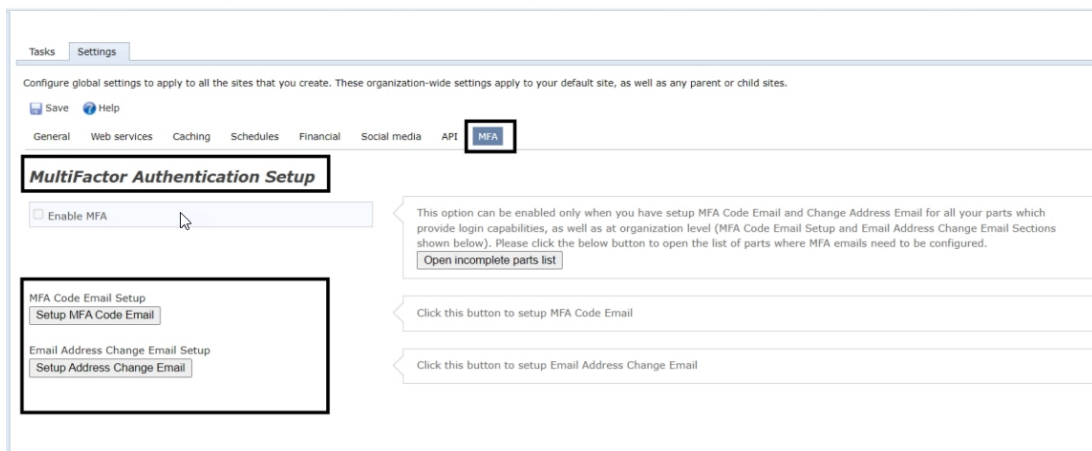 Tasks Settings
Configure global settings to apply to all the sites that you create. These organization-wide settings apply to your default site, as well as any parent or child sites.
Save Help
General Web services Caching Schedules Financial Social media API MFA
MultiFactor Authentication Setup
Enable MFA
This option can be enabled only when you have setup MFA Code Email and Change Address Email for all your parts which
provide login capabilities, as well as at organization level (MFA Code Email Setup and Email Address Change Email Sections
shown below). Please click the below button to open the list of parts where MFA emails need to be configured.
Open incomplete parts list
MFA Code Email Setup
Setup MFA Code Email
Click this button to setup MFA Code Email
Email Address Change Email Setup
Setup Address Change Email
Click this button to setup Email Address Change Email